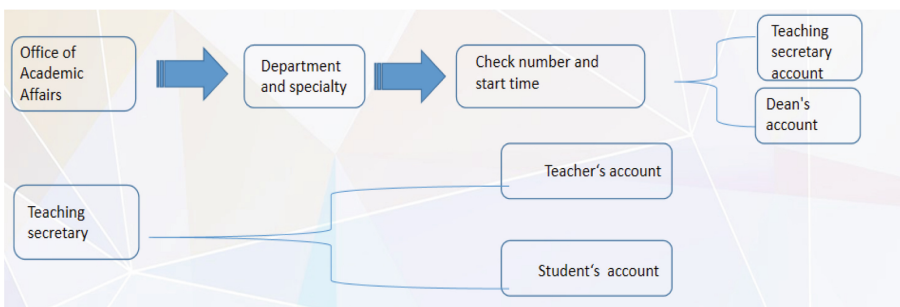 Office of
Academic
Affairs
Department
and specialty
Check number and
start time
Teaching
secretary
account
Dean's
account
Teaching
secretary
Teacher's account
Student's account